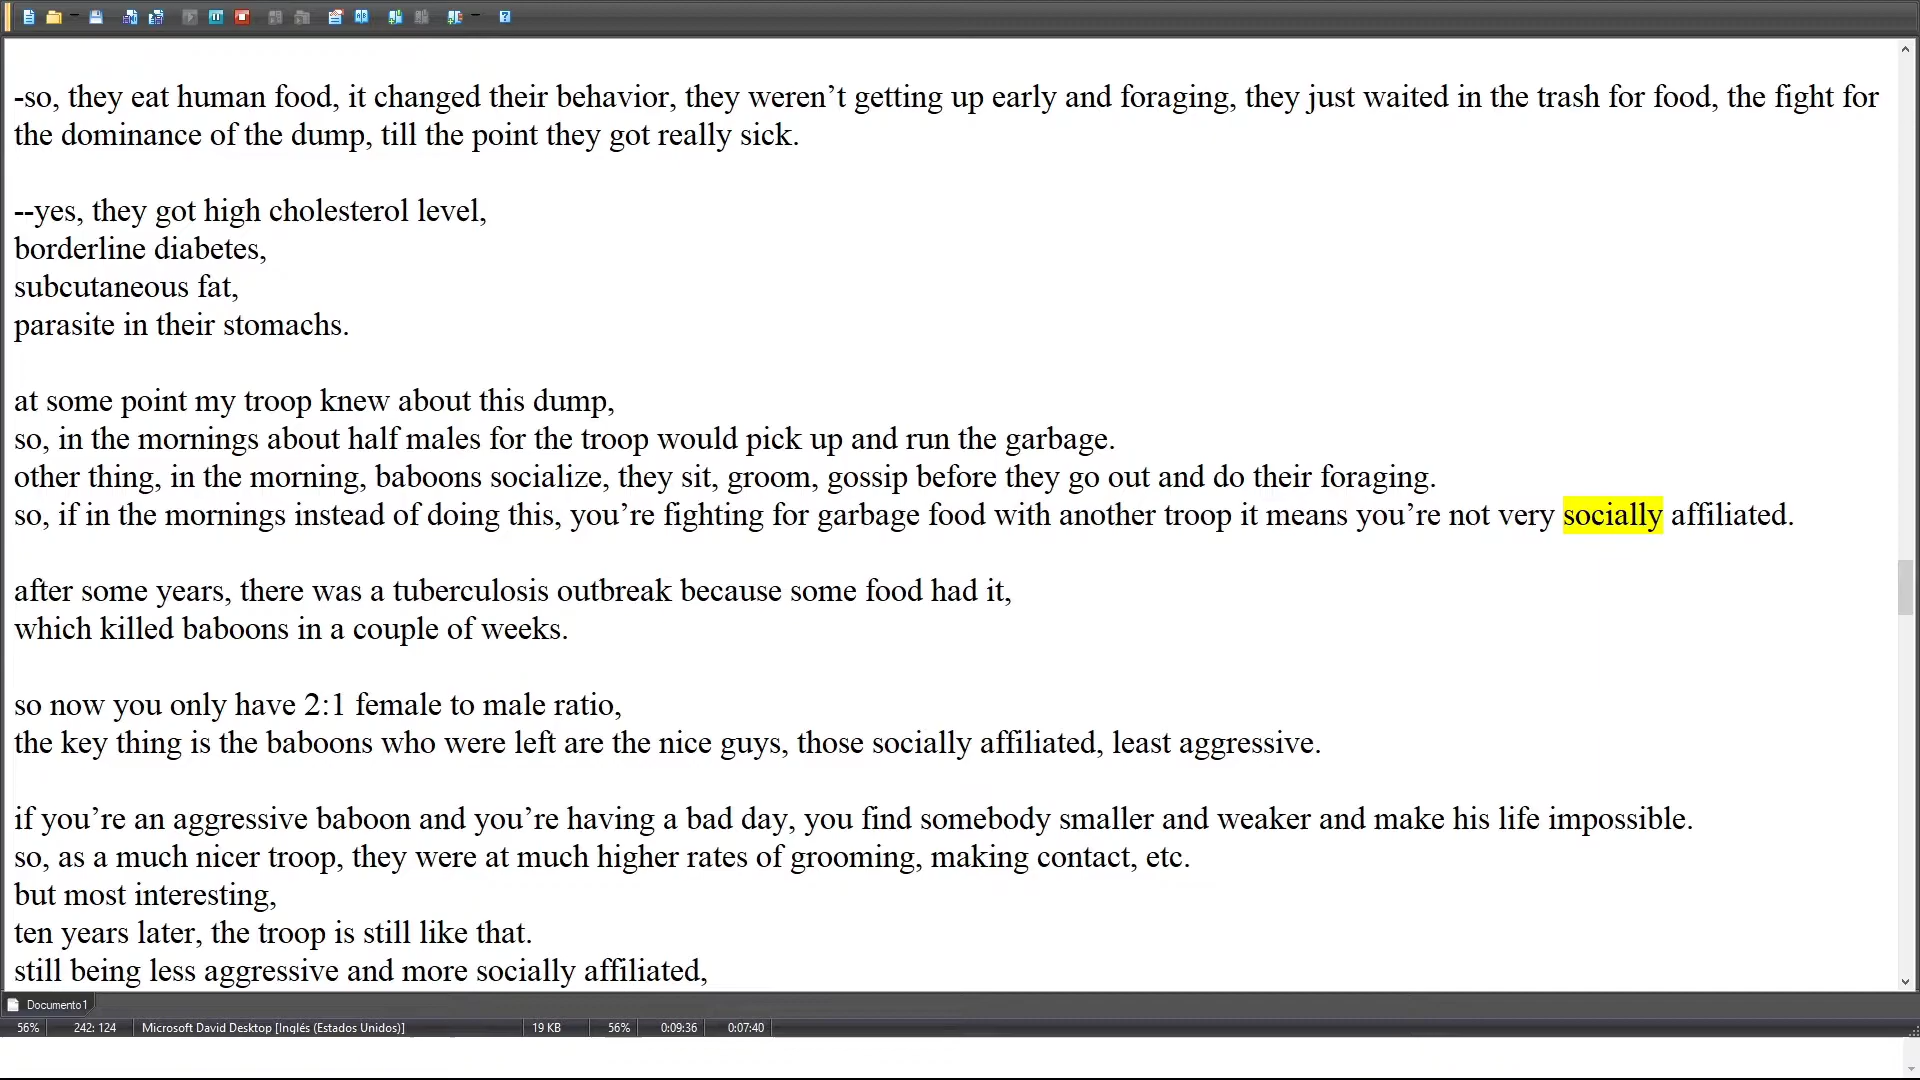 -so, they eat human food, it changed their behavior, they weren’t getting up early and foraging, they just waited in the trash for food, the fight for
the dominance of the dump, till the point they got really sick.
--yes, they got high cholesterol level,
borderline diabetes,
subcutaneous fat,
parasite in their stomachs.
at some point my troop knew about this dump,
so, in the mornings about half males for the troop would pick up and run the garbage.
other thing, in the morning, baboons socialize, they sit, groom, gossip before they go out and do their foraging.
so, if in the mornings instead of doing this, you’re fighting for garbage food with another troop it means you’re not very socially affiliated.
after some years, there was a tuberculosis outbreak because some food had it,
which killed baboons in a couple of weeks.
so now you only have 2:1 female to male ratio,
the key thing is the baboons who were left are the nice guys, those socially affiliated, least aggressive.
if you’re an aggressive baboon and you’re having a bad day, you find somebody smaller and weaker and make his life impossible.
so, as a much nicer troop, they were at much higher rates of grooming, making contact, etc.
but most interesting,
ten years later, the troop is still like that.
still being less aggressive and more socially affiliated,
Documento1
56% 242: 124 Microsoft David Desktop [Inglés (Estados Unidos)] 19 KB 56% 0:09:36 0:07:40